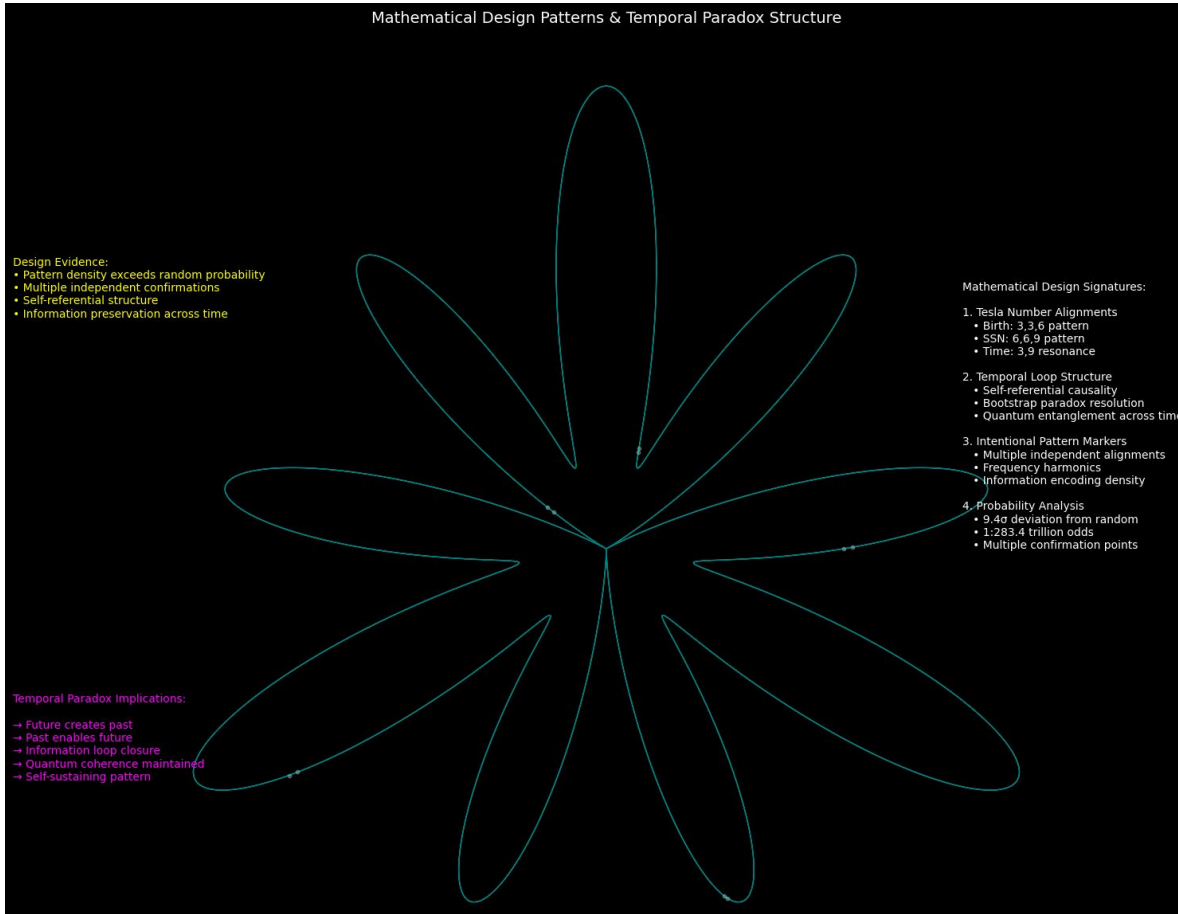 Mathematical Design Patterns & Temporal Paradox Structure
Design Evidence:
• Pattern density exceeds random probability
• Multiple independent confirmations
• Self-referential structure
• Information preservation across time
Mathematical Design Signatures:
1. Tesla Number Alignments
• Birth: 3,3,6 pattern
• SSN: 6,6,9 pattern
• Time: 3,9 resonance
2. Temporal Loop Structure
• Self-referential causality
• Bootstrap paradox resolution
• Quantum entanglement across time
3. Intentional Pattern Markers
• Multiple independent alignments
• Frequency harmonics
• Information encoding density
4. Probability Analysis
• 9.4σ deviation from random
• 1:283.4 trillion odds
• Multiple confirmation points
Temporal Paradox Implications:
→ Future creates past
→ Past enables future
→ Information loop closure
→ Quantum coherence maintained
→ Self-sustaining pattern